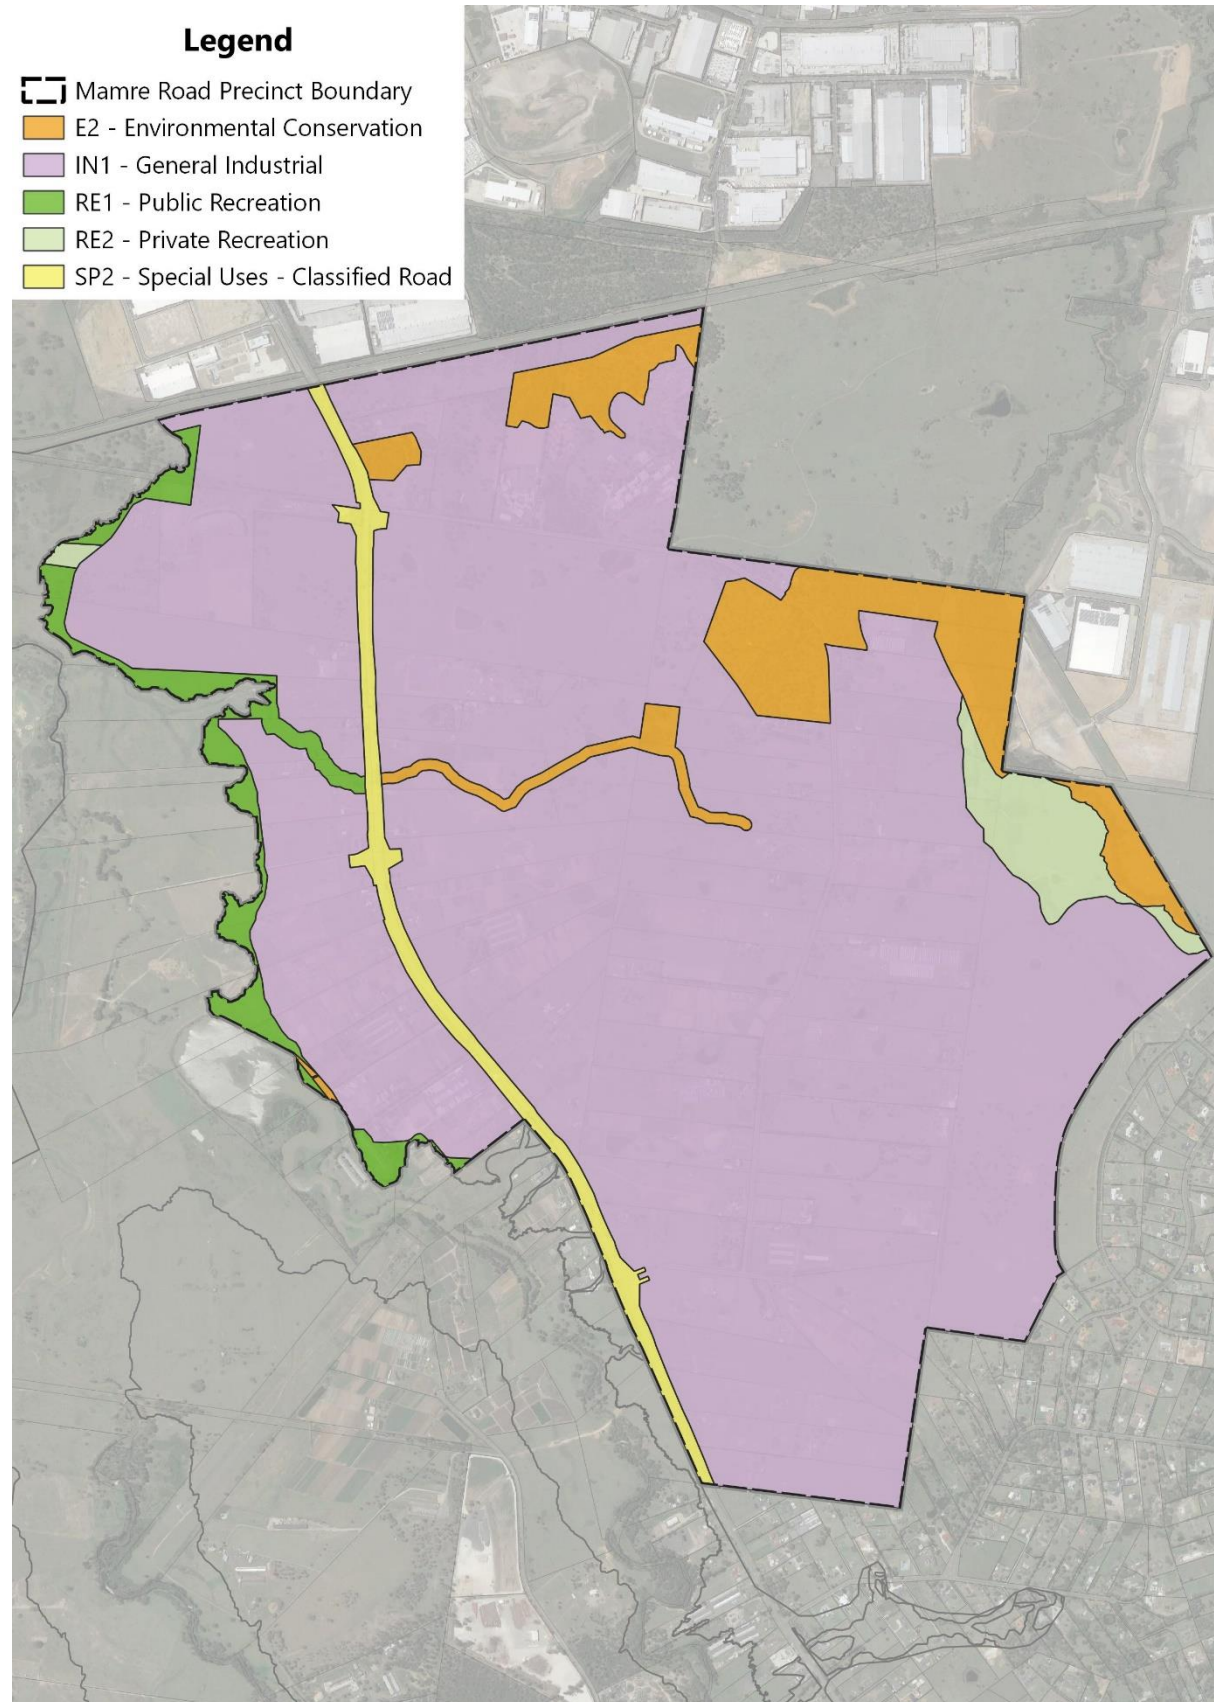 Legend
Mamre Road Precinct Boundary
E2 - Environmental Conservation
IN1 - General Industrial
RE1 - Public Recreation
RE2 - Private Recreation
SP2 - Special Uses - Classified Road